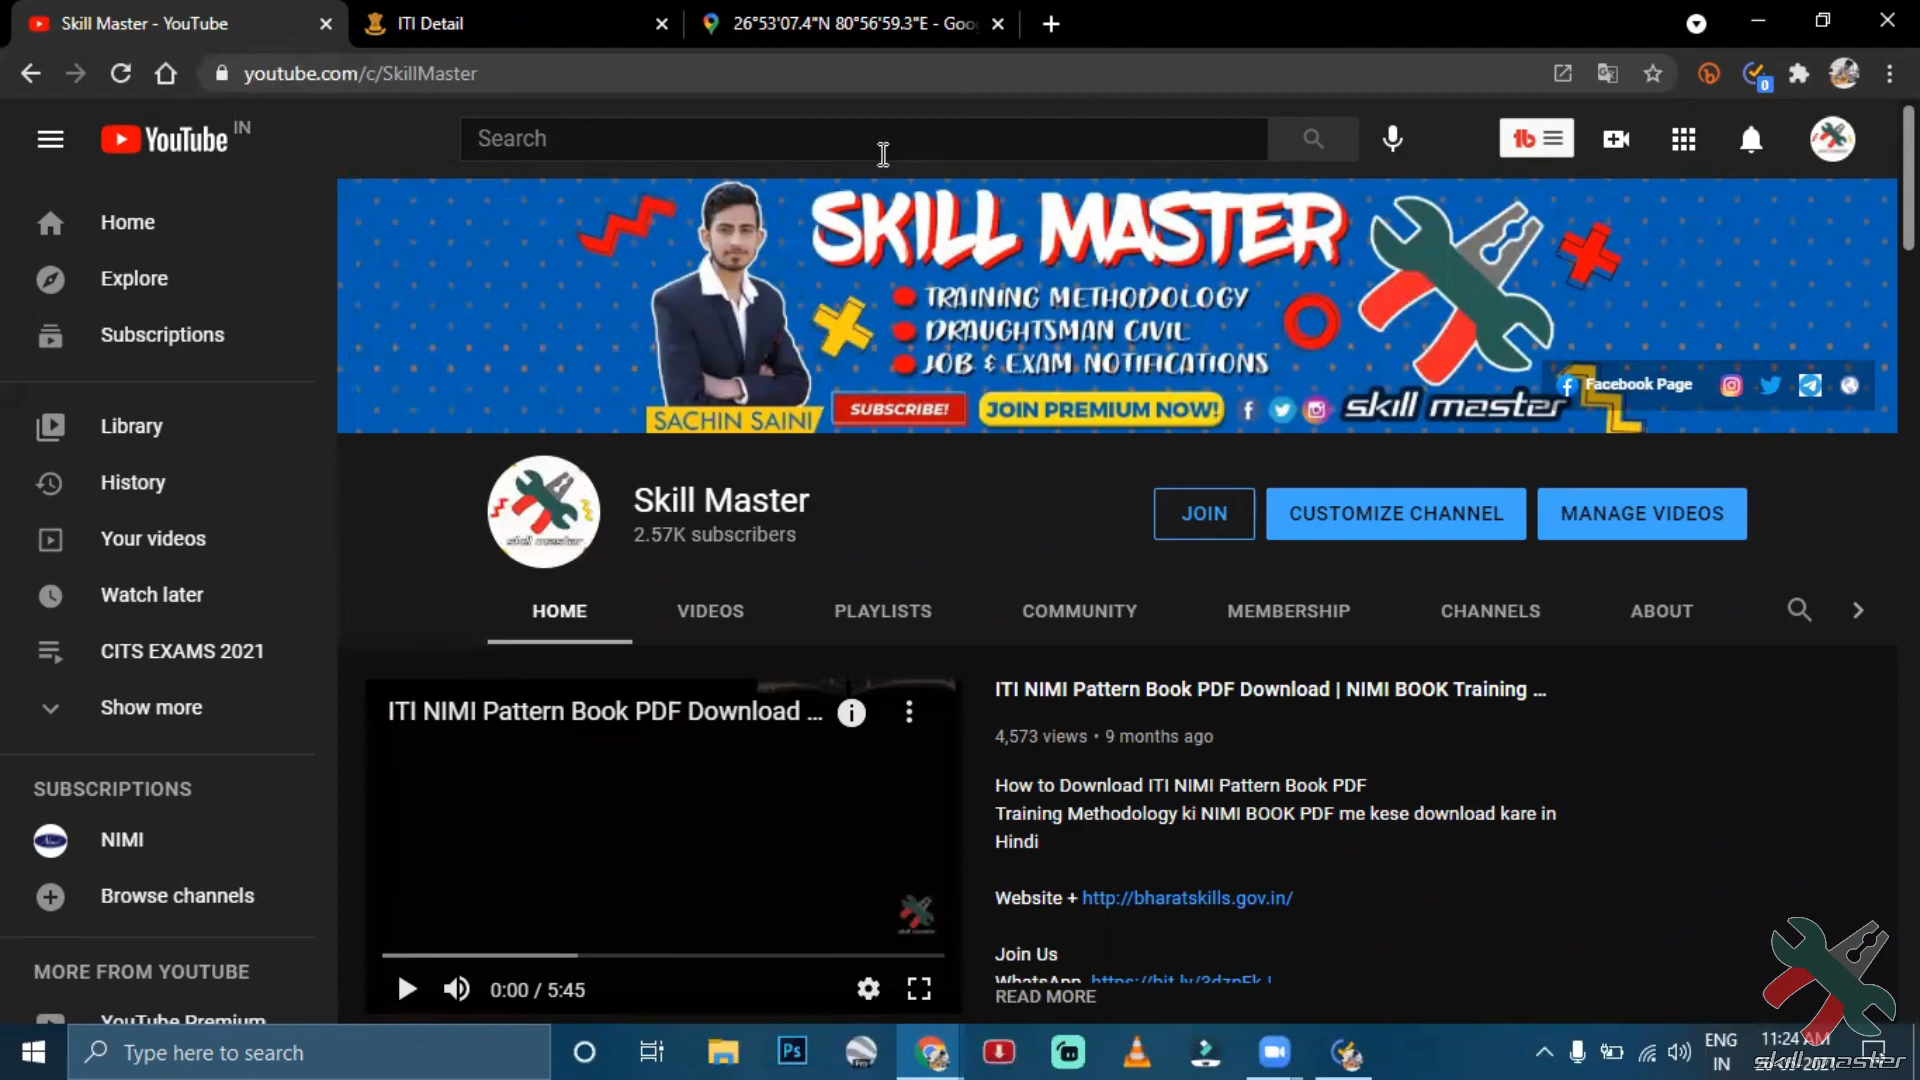 Skill Master - YouTube
ITI Detail
26°53'07.4"N 80°56'59.3"E - Goo
youtube.com/c/SkillMaster
YouTube IN
Search
Home
Explore
Subscriptions
Library
History
Your videos
Watch later
CITS EXAMS 2021
Show more
SUBSCRIPTIONS
NIMI
Browse channels
MORE FROM YOUTUBE
YouTube Premium
SKILL MASTER
TRAINING METHODOLOGY
DRAUGHTSMAN CIVIL
JOB & EXAM NOTIFICATIONS
SACHIN SAINI
SUBSCRIBE!
JOIN PREMIUM NOW!
skill master
Facebook Page
skill master
Skill Master
2.57K subscribers
JOIN
CUSTOMIZE CHANNEL
MANAGE VIDEOS
HOME
VIDEOS
PLAYLISTS
COMMUNITY
MEMBERSHIP
CHANNELS
ABOUT
ITI NIMI Pattern Book PDF Download ...
0:00 / 5:45
ITI NIMI Pattern Book PDF Download | NIMI BOOK Training ...
4,573 views • 9 months ago
How to Download ITI NIMI Pattern Book PDF
Training Methodology ki NIMI BOOK PDF me kese download kare in
Hindi
Website + http://bharatskills.gov.in/
Join Us
WhatsApp
READ MORE
Type here to search
Ps
0
ENG
IN
11:24 AM
skill master